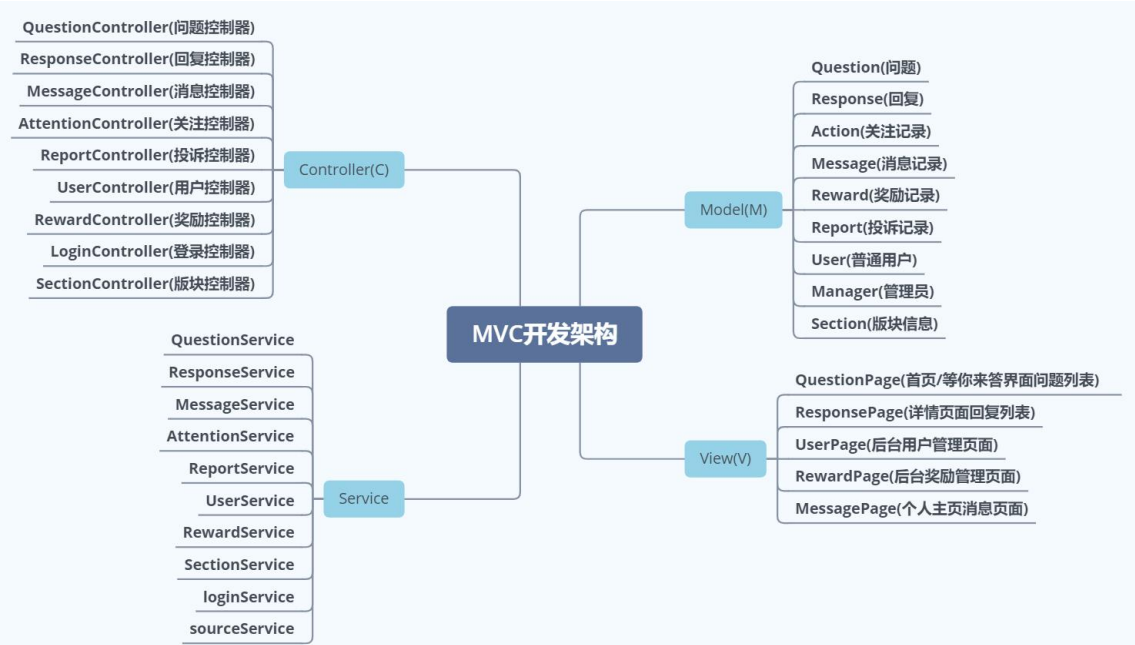 MVC开发架构
Controller(C)
QuestionController(问题控制器)
ResponseController(回复控制器)
MessageController(消息控制器)
AttentionController(关注控制器)
ReportController(投诉控制器)
UserController(用户控制器)
RewardController(奖励控制器)
LoginController(登录控制器)
SectionController(版块控制器)
Service
QuestionService
ResponseService
MessageService
AttentionService
ReportService
UserService
RewardService
SectionService
loginService
sourceService
Model(M)
Question(问题)
Response(回复)
Action(关注记录)
Message(消息记录)
Reward(奖励记录)
Report(投诉记录)
User(普通用户)
Manager(管理员)
Section(版块信息)
View(V)
QuestionPage(首页/等你来答界面问题列表)
ResponsePage(详情页面回复列表)
UserPage(后台用户管理页面)
RewardPage(后台奖励管理页面)
MessagePage(个人主页消息页面)